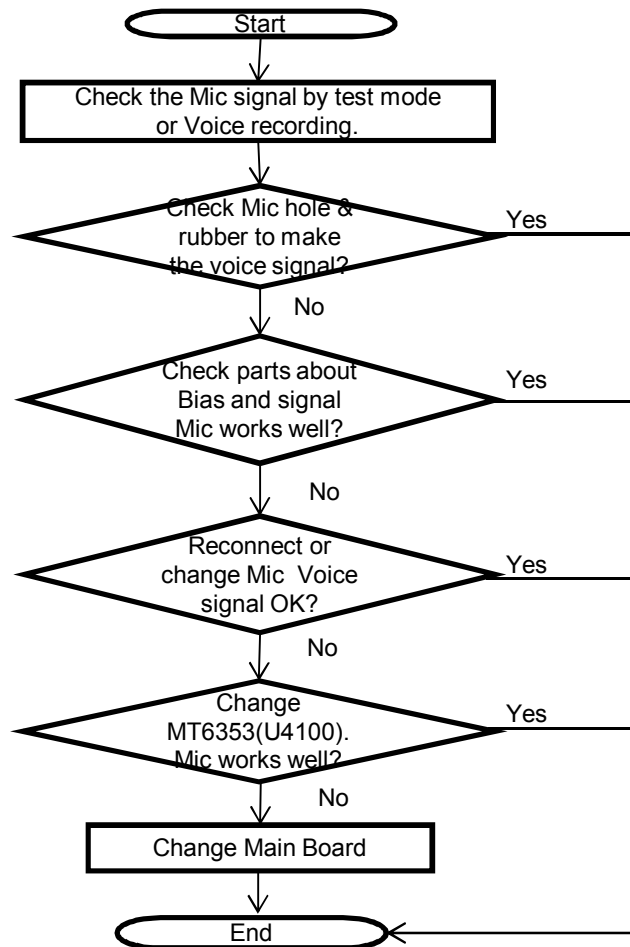 Start
Check the Mic signal by test mode
or Voice recording.
Check Mic hole &
rubber to make
the voice signal?
Yes
No
Check parts about
Bias and signal
Mic works well?
Yes
No
Reconnect or
change Mic  Voice
signal OK?
Yes
No
Change
MT6353(U4100).
Mic works well?
Yes
No
Change Main Board
End